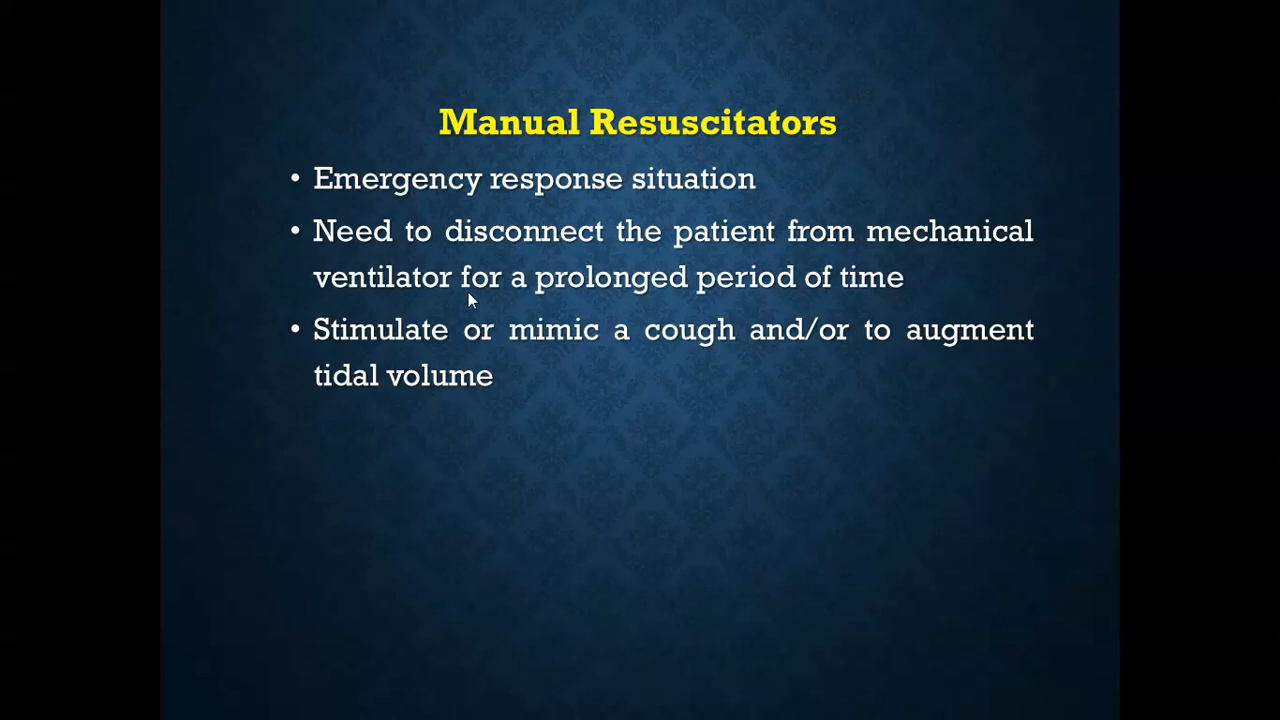 Manual Resuscitators
• Emergency response situation
• Need to disconnect the patient from mechanical
ventilator for a prolonged period of time
• Stimulate or mimic a cough and/or to augment
tidal volume